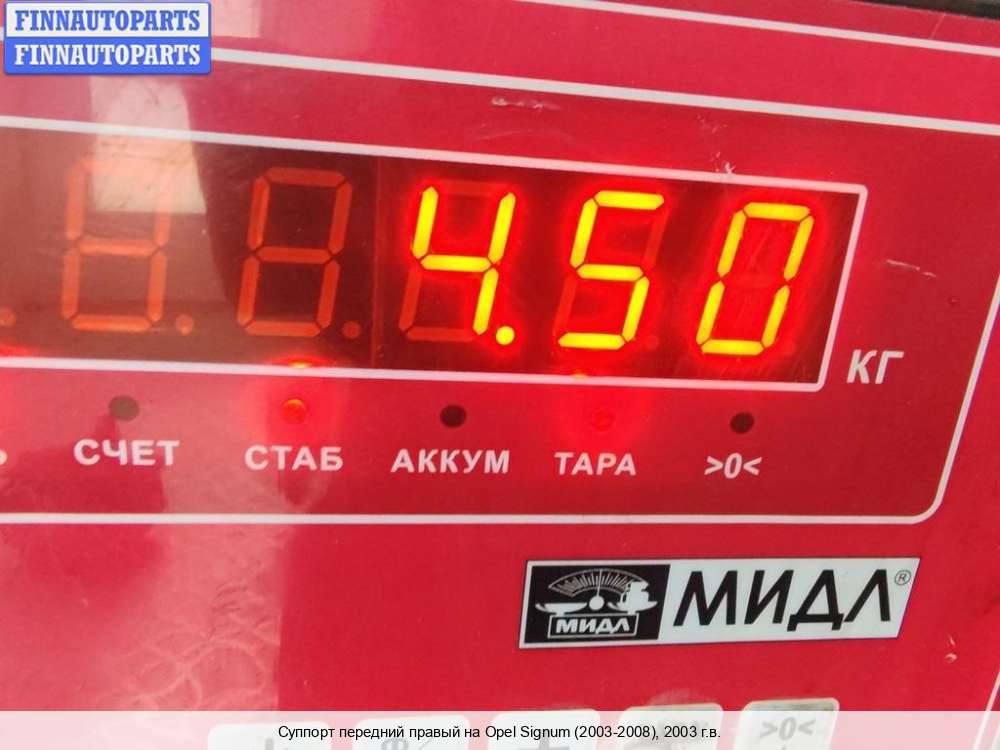 FINNAUTOPARTS
FINNAUTOPARTS
4.50
КГ
СЧЕТ СТАБ АККУМ ТАРА >0<
МИДЛ МИДЛ®
>0<
Суппорт передний правый на Opel Signum (2003-2008), 2003 г.в.